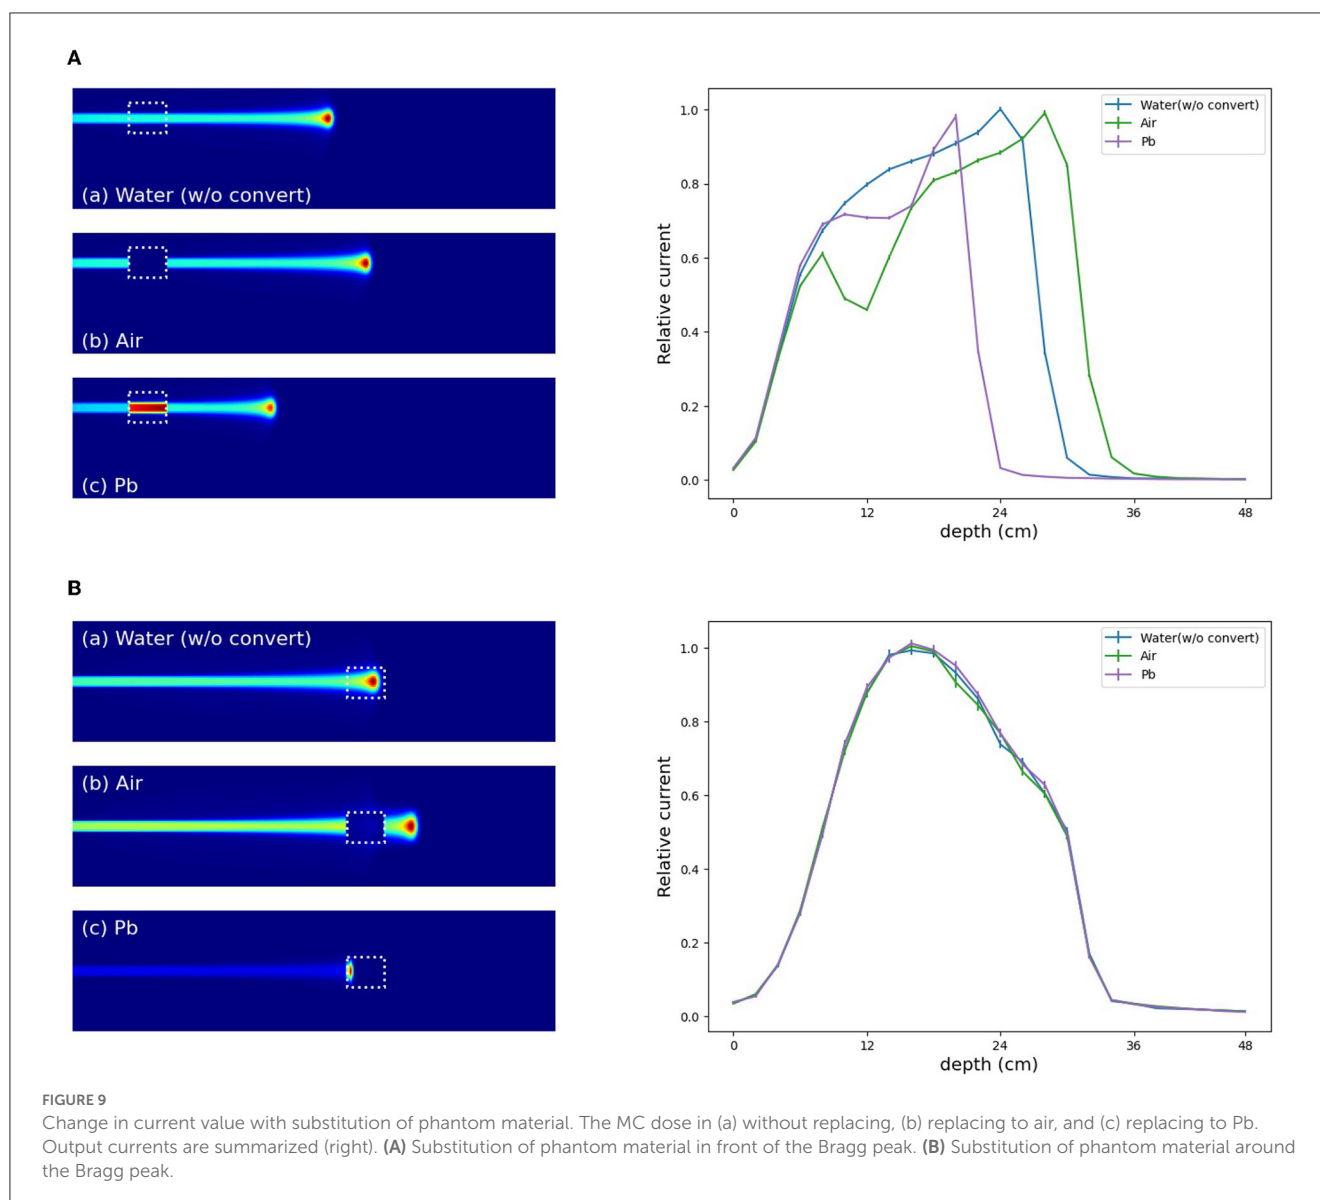 A
(a) Water (w/o convert)
(b) Air
(c) Pb
1.0
0.8
0.6
0.4
0.2
0.0
Relative current
0
12
24
36
48
depth (cm)
Water(w/o convert)
Air
Pb
B
(a) Water (w/o convert)
(b) Air
(c) Pb
1.0
0.8
0.6
0.4
0.2
0.0
Relative current
0
12
24
36
48
depth (cm)
Water(w/o convert)
Air
Pb
FIGURE 9
Change in current value with substitution of phantom material. The MC dose in (a) without replacing, (b) replacing to air, and (c) replacing to Pb.
Output currents are summarized (right). (A) Substitution of phantom material in front of the Bragg peak. (B) Substitution of phantom material around
the Bragg peak.